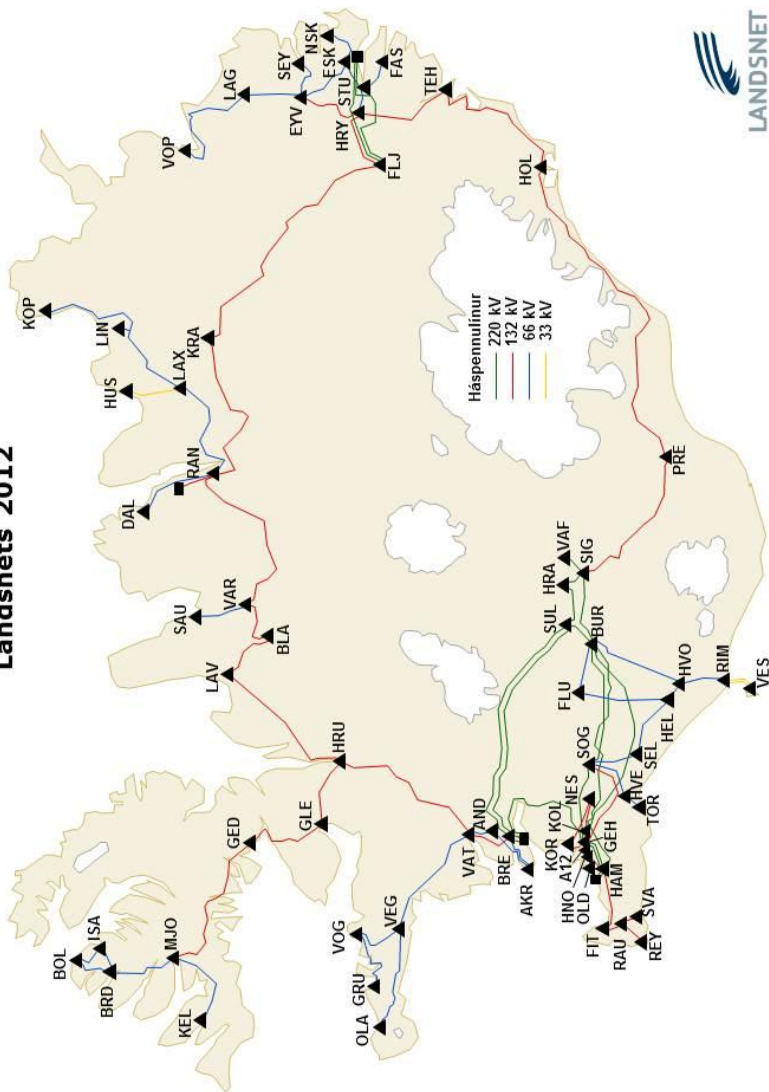 Landsnets 2012
KOP
NSK
SEY
ESK
LAG
FAS
STU
EYV
HRY
TEH
VOP
FLJ
LIN
HUS
LAX
KRA
HOL
DAL
RAN
SAU
VAR
BLA
LAV
Háspennulínur
220 kV
132 kV
66 kV
33 kV
PRE
HRU
GLE
GED
SUL
HRA
VAF
SIG
BUR
FLU
HVO
RIM
VES
HEL
SOG
NES
SEL
HVE
TOR
KOL
KOR
GEH
A12
HNO
OLD
HAM
VAT
BRE
AKR
BOL
ISA
BRD
MJO
KEL
VOG
VEG
GRU
OLA
FIT
RAU
SVA
REY
LANDSNET